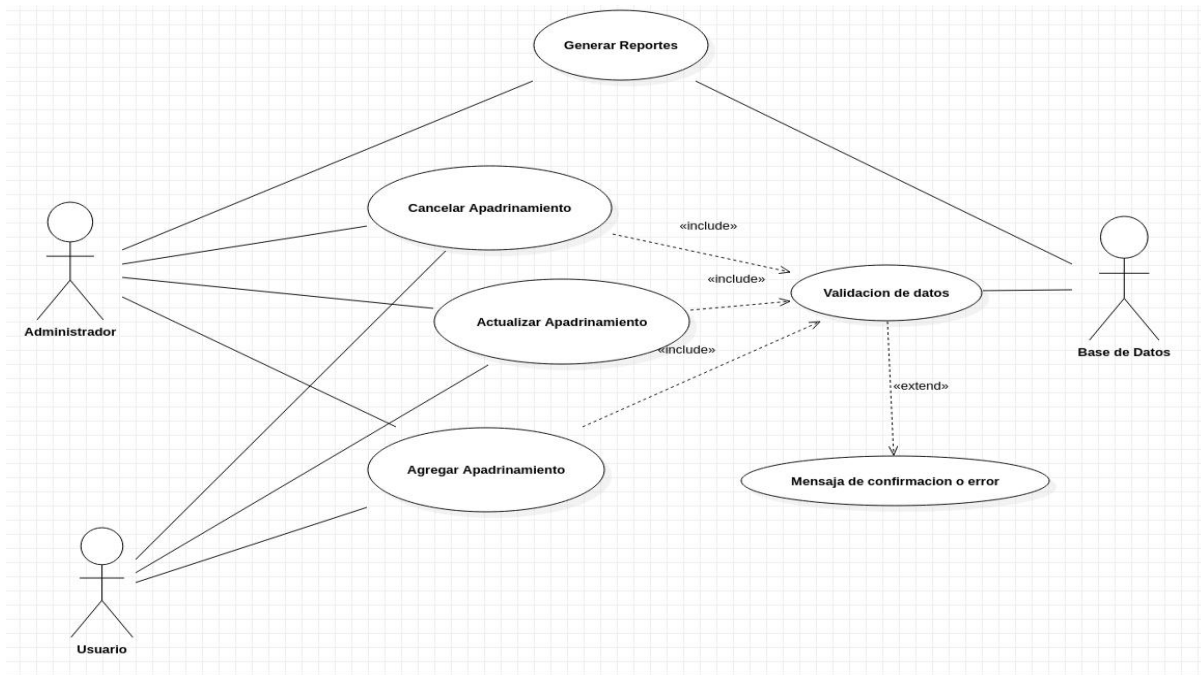 Generar Reportes
Cancelar Apadrinamiento
«include»
«include»
Validacion de datos
Actualizar Apadrinamiento
Administrador
«include»
Base de Datos
«extend»
Agregar Apadrinamiento
Mensaja de confirmacion o error
Usuario